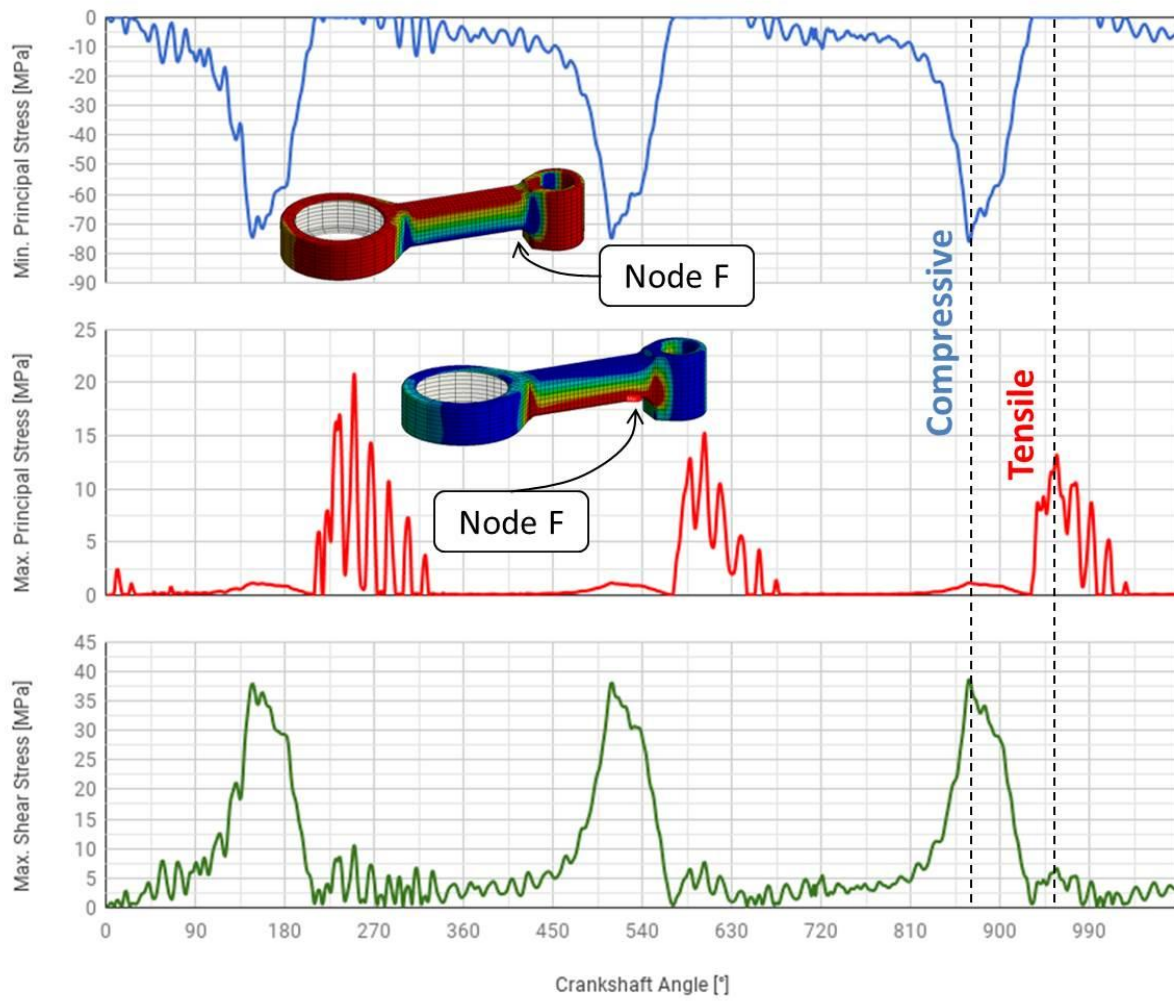 Min. Principal Stress [MPa]
0
-10
-20
-30
-40
-50
-60
-70
-80
-90
Node F
Compressive
Max. Principal Stress [MPa]
25
20
15
10
5
0
Node F
Tensile
Max. Shear Stress [MPa]
45
40
35
30
25
20
15
10
5
0
0 90 180 270 360 450 540 630 720 810 900 990
Crankshaft Angle [°]